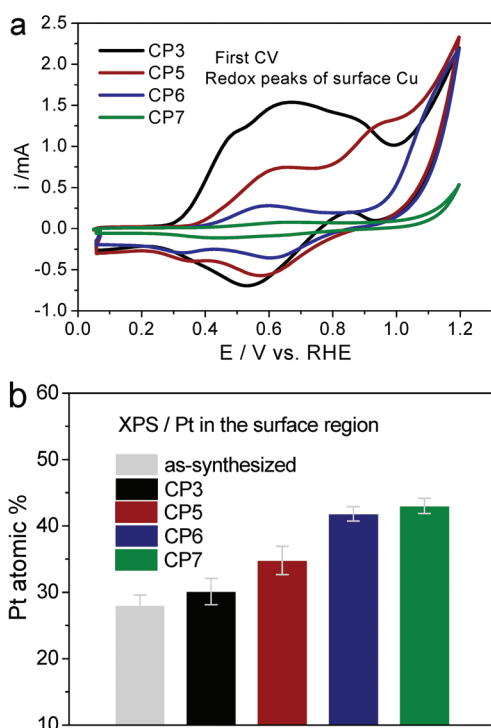 a
CP3
CP5
CP6
CP7
First CV
Redox peaks of surface Cu
i /mA
2.5
2.0
1.5
1.0
0.5
0.0
-0.5
-1.0
0.0 0.2 0.4 0.6 0.8 1.0 1.2
E / V vs. RHE
b
XPS / Pt in the surface region
as-synthesized
CP3
CP5
CP6
CP7
Pt atomic %
60
50
40
30
20
10